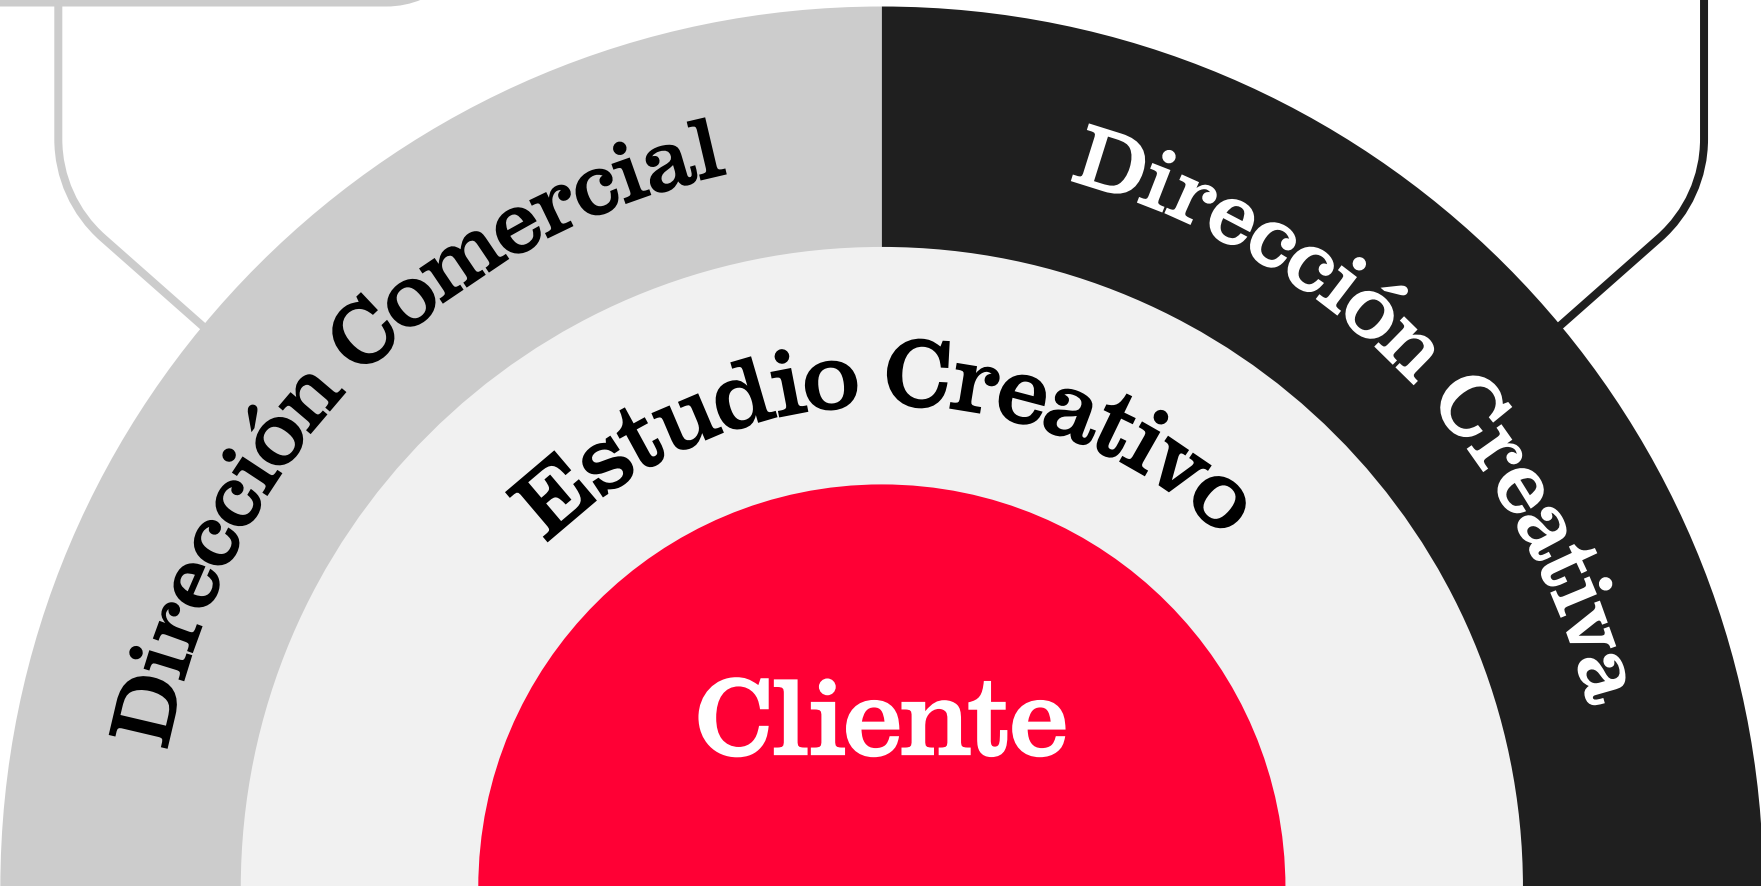 Dirección Comercial
Dirección Creativa
Estudio Creativo
Cliente